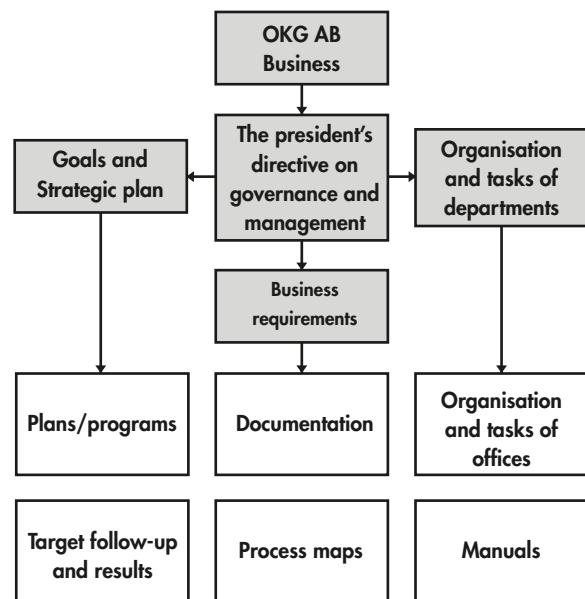 OKG AB
Business
The president's
directive on
governance and
management
Goals and
Strategic plan
Organisation
and tasks of
departments
Business
requirements
Plans/programs
Documentation
Organisation
and tasks of
offices
Target follow-up
and results
Process maps
Manuals